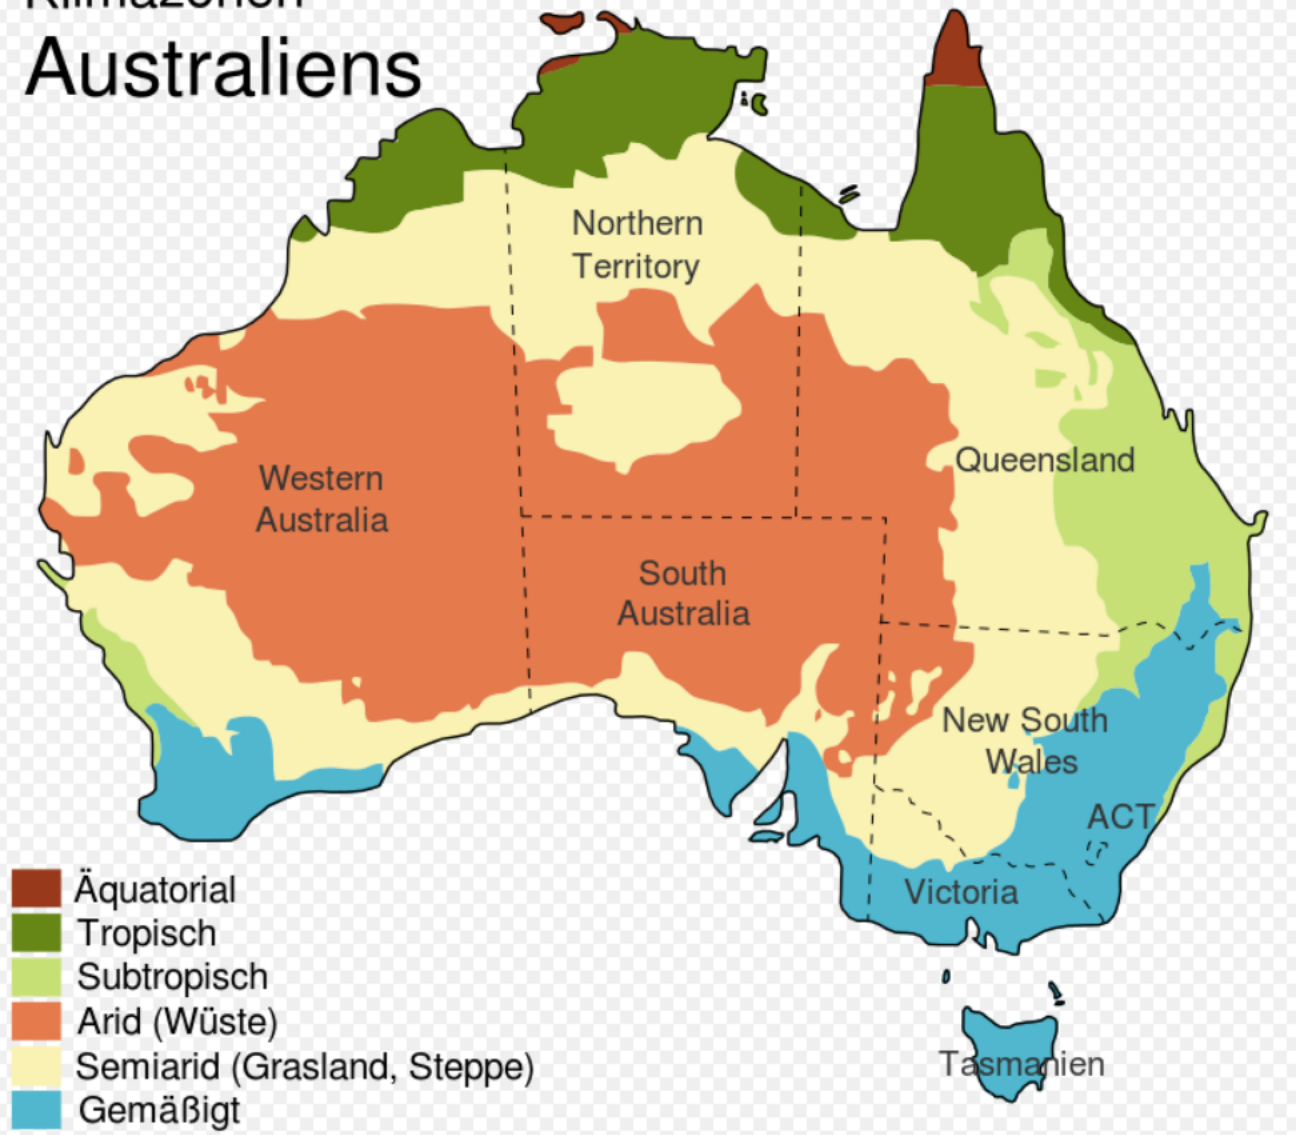 Klimazonen
Australiens
Northern
Territory
Queensland
Western
Australia
South
Australia
New South
Wales
ACT
Victoria
Tasmanien
Äquatorial
Tropisch
Subtropisch
Arid (Wüste)
Semiarid (Grasland, Steppe)
Gemäßigt